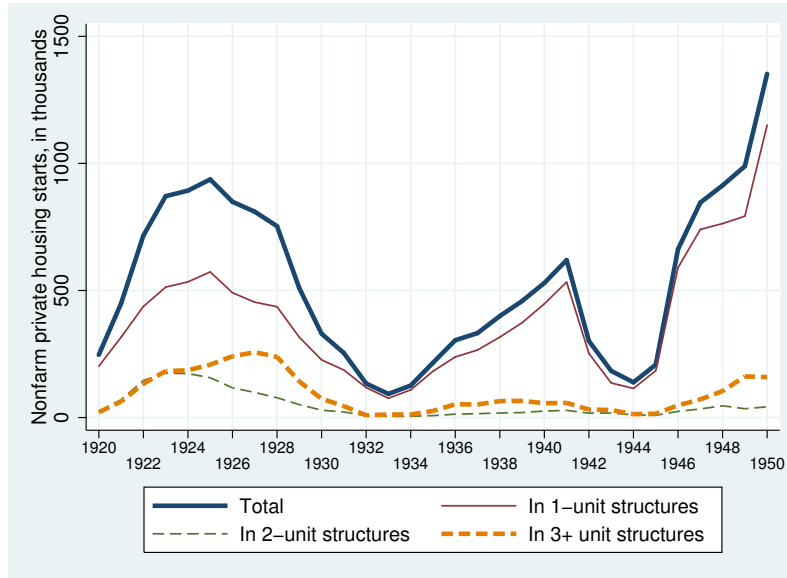 Nonfarm private housing starts, in thousands
1500
1000
500
0
1920 1924 1926 1928 1930 1932 1934 1936 1938 1940 1942 1944 1946 1948 1950
1922
Total
In 1−unit structures
In 2−unit structures
In 3+ unit structures